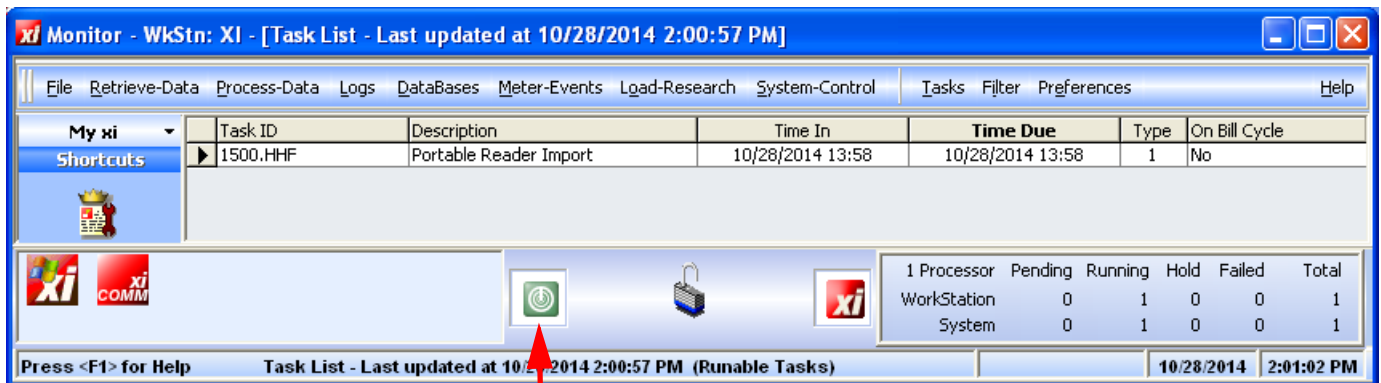 xi Monitor - WkStn: XI - [Task List - Last updated at 10/28/2014 2:00:57 PM]
File Retrieve-Data Process-Data Logs DataBases Meter-Events Load-Research System-Control Tasks Filter Preferences Help
My xi Task ID Description Time In Time Due Type On Bill Cycle
Shortcuts 1500.HHF Portable Reader Import 10/28/2014 13:58 10/28/2014 13:58 1 No
xi xi COMM xi
1 Processor Pending Running Hold Failed Total
WorkStation 0 1 0 0 1
System 0 1 0 0 1
Press <F1> for Help Task List - Last updated at 10/2 /2014 2:00:57 PM (Runable Tasks) 10/28/2014 2:01:02 PM